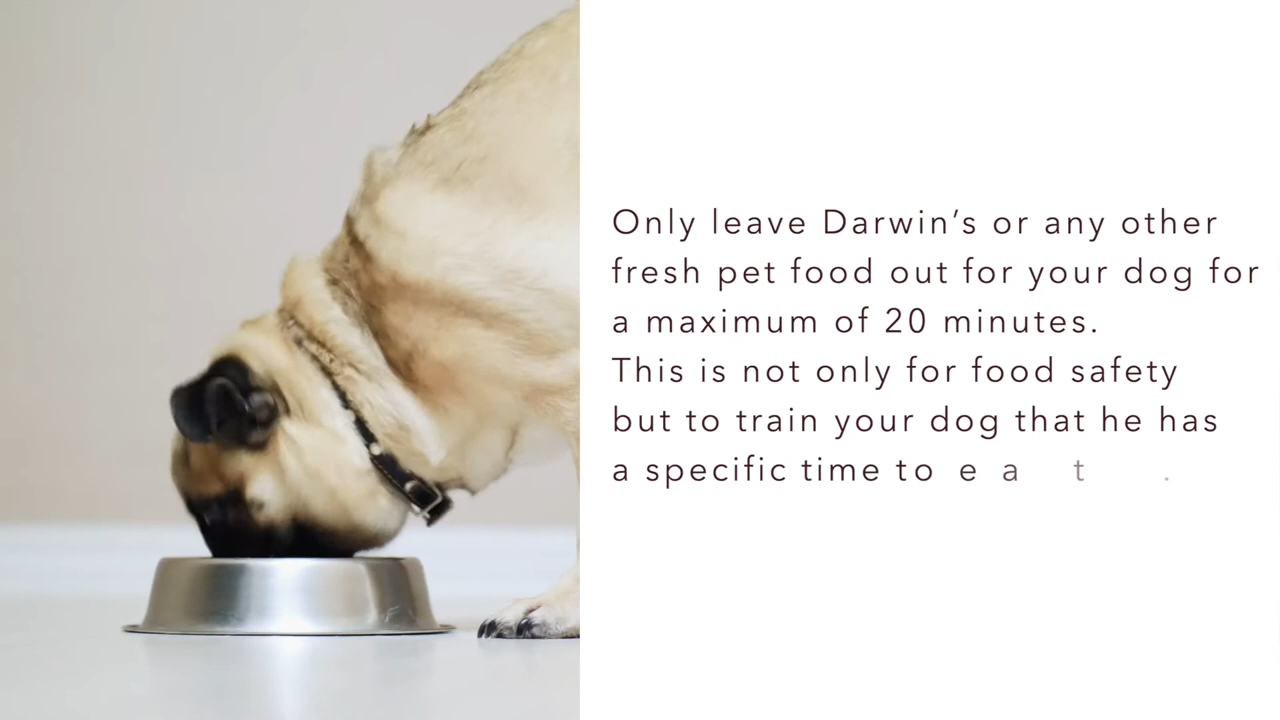 Only leave Darwin’s or any other
fresh pet food out for your dog for
a maximum of 20 minutes.
This is not only for food safety
but to train your dog that he has
a specific time to eat.